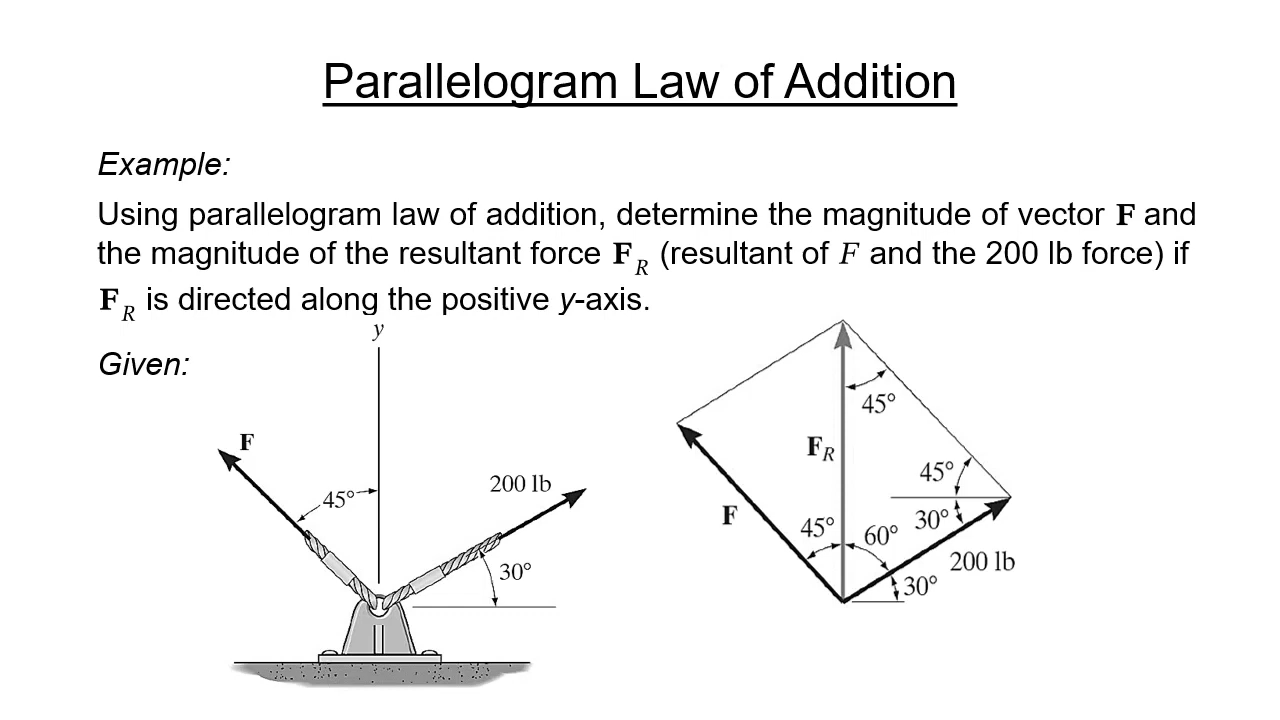 Parallelogram Law of Addition
Example:
Using parallelogram law of addition, determine the magnitude of vector F and
the magnitude of the resultant force F_R (resultant of F and the 200 lb force) if
F_R is directed along the positive y-axis.
Given:
y
F
45°
200 lb
30°
45°
F_R
45°
F
45°
60°
30°
200 lb
30°